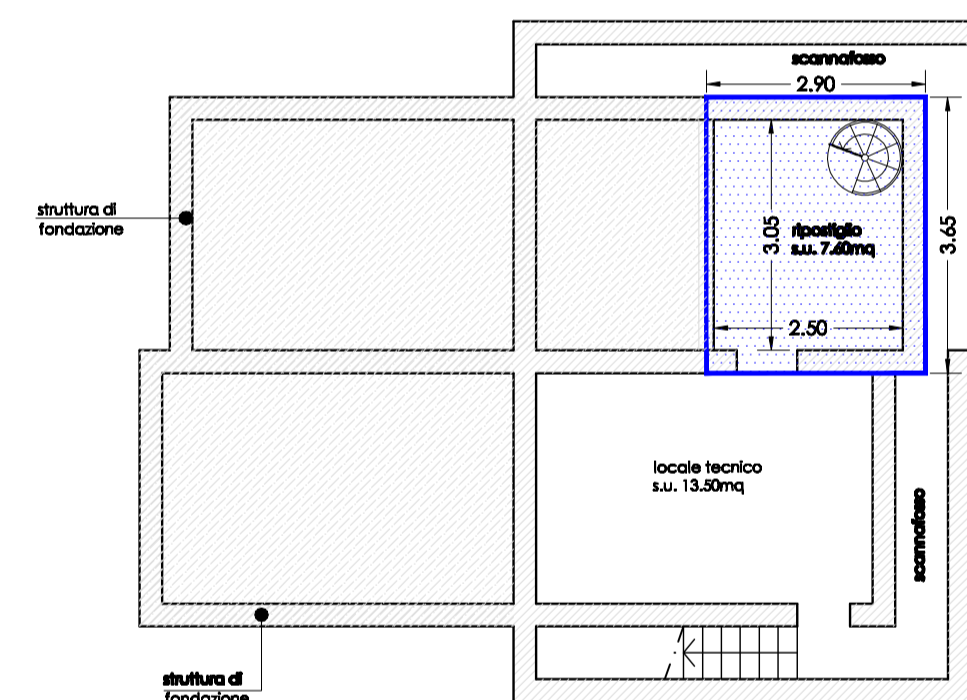 scannafosso
2.90
struttura di
fondazione
3.05
ripostiglio
s.u. 7.60mq
3.65
2.50
locale tecnico
s.u. 13.50mq
scannafosso
struttura di
fondazione